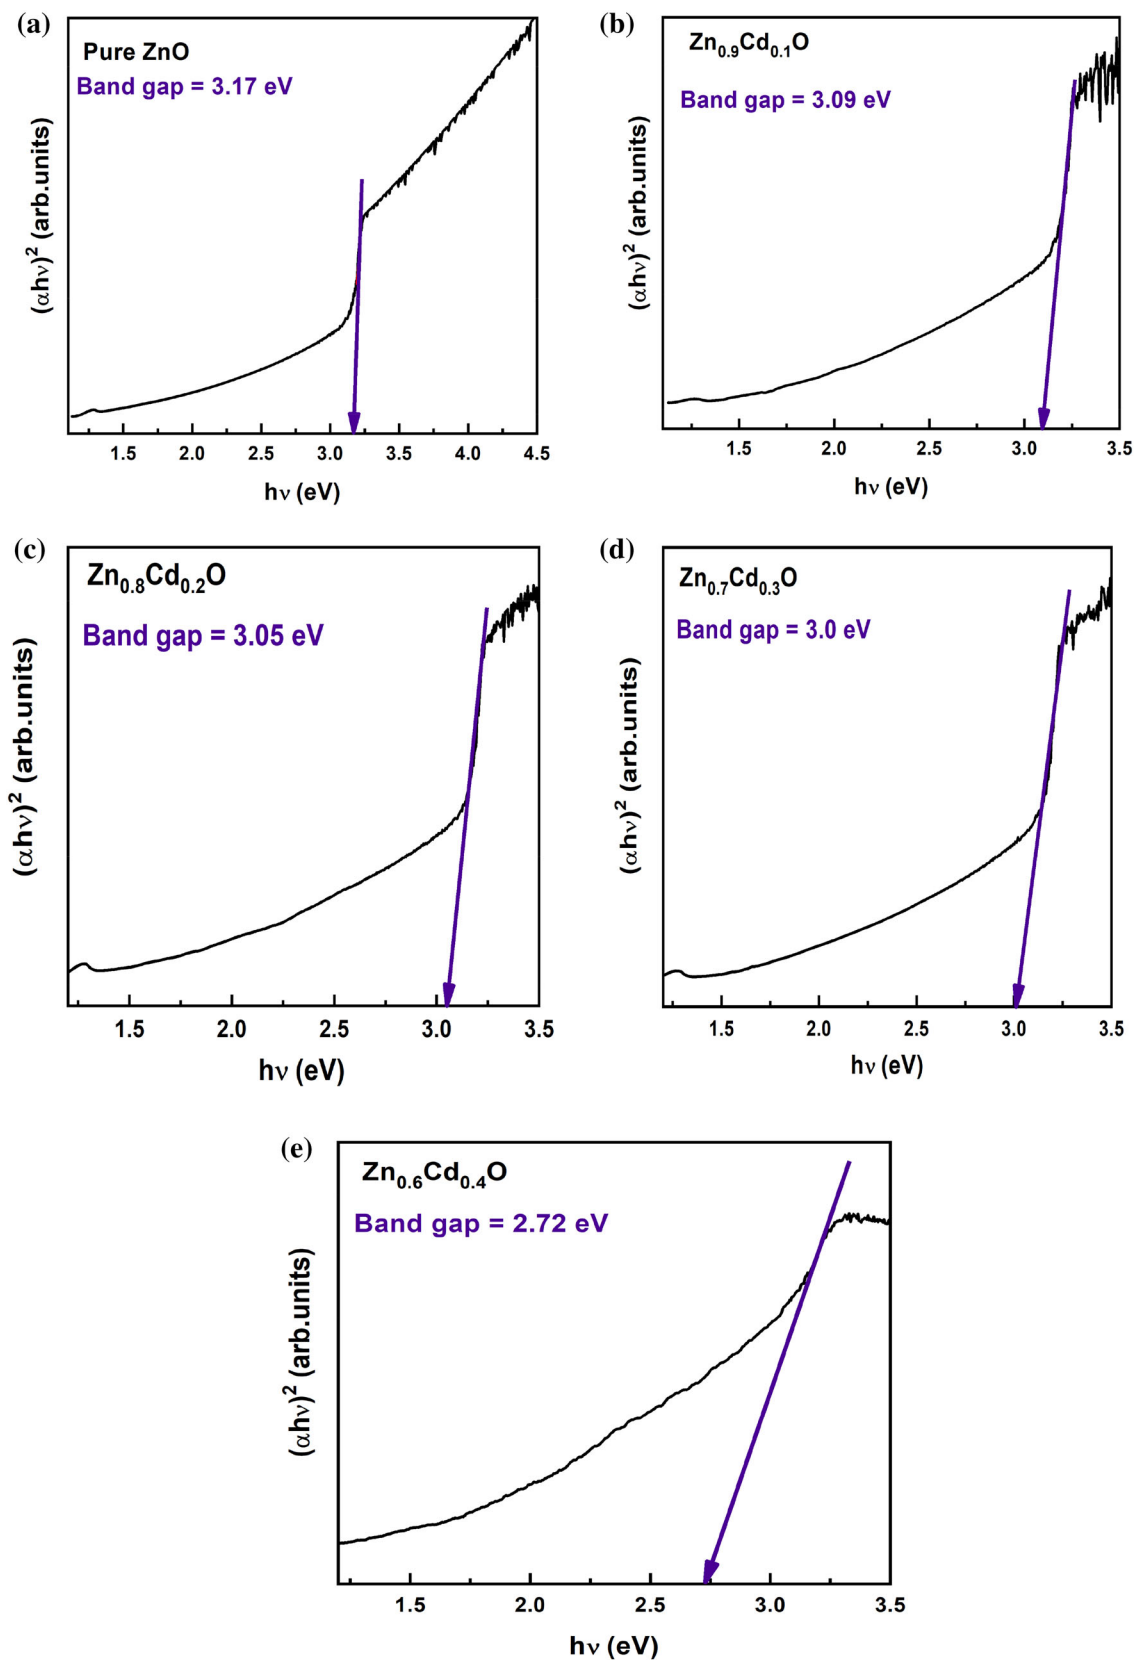 (a)
Pure ZnO
Band gap = 3.17 eV
(αhν)² (arb.units)
1.5 2.0 2.5 3.0 3.5 4.0 4.5
hν (eV)
(b)
Zn₀.₉Cd₀.₁O
Band gap = 3.09 eV
(αhν)² (arb.units)
1.5 2.0 2.5 3.0 3.5
hν (eV)
(c)
Zn₀.₈Cd₀.₂O
Band gap = 3.05 eV
(αhν)² (arb.units)
1.5 2.0 2.5 3.0 3.5
hν (eV)
(d)
Zn₀.₇Cd₀.₃O
Band gap = 3.0 eV
(αhν)² (arb.units)
1.5 2.0 2.5 3.0 3.5
hν (eV)
(e)
Zn₀.₆Cd₀.₄O
Band gap = 2.72 eV
(αhν)² (arb.units)
1.5 2.0 2.5 3.0 3.5
hν (eV)